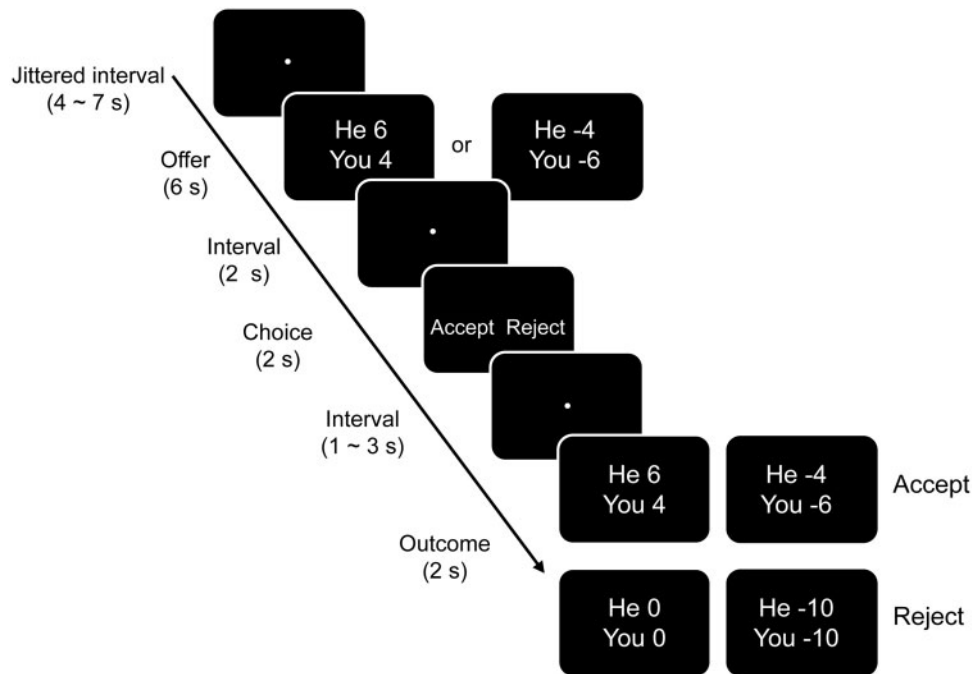 Jittered interval
(4 ~ 7 s)
He 6
You 4
or
He -4
You -6
Offer
(6 s)
Interval
(2 s)
Accept Reject
Choice
(2 s)
Interval
(1 ~ 3 s)
He 6
You 4
He -4
You -6
Accept
Outcome
(2 s)
He 0
You 0
He -10
You -10
Reject